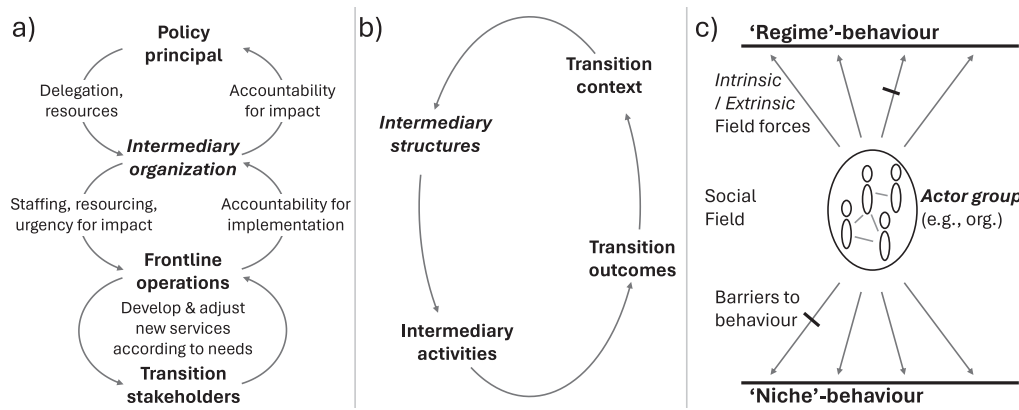 a)
Policy
principal
Delegation,
resources
Accountability
for impact
Intermediary
organization
Staffing, resourcing,
urgency for impact
Accountability for
implementation
Frontline
operations
Develop & adjust
new services
according to needs
Transition
stakeholders
b)
Transition
context
Intermediary
structures
Transition
outcomes
Intermediary
activities
c)
‘Regime’-behaviour
Intrinsic
/ Extrinsic
Field forces
Social
Field
Actor group
(e.g., org.)
Barriers to
behaviour
‘Niche’-behaviour